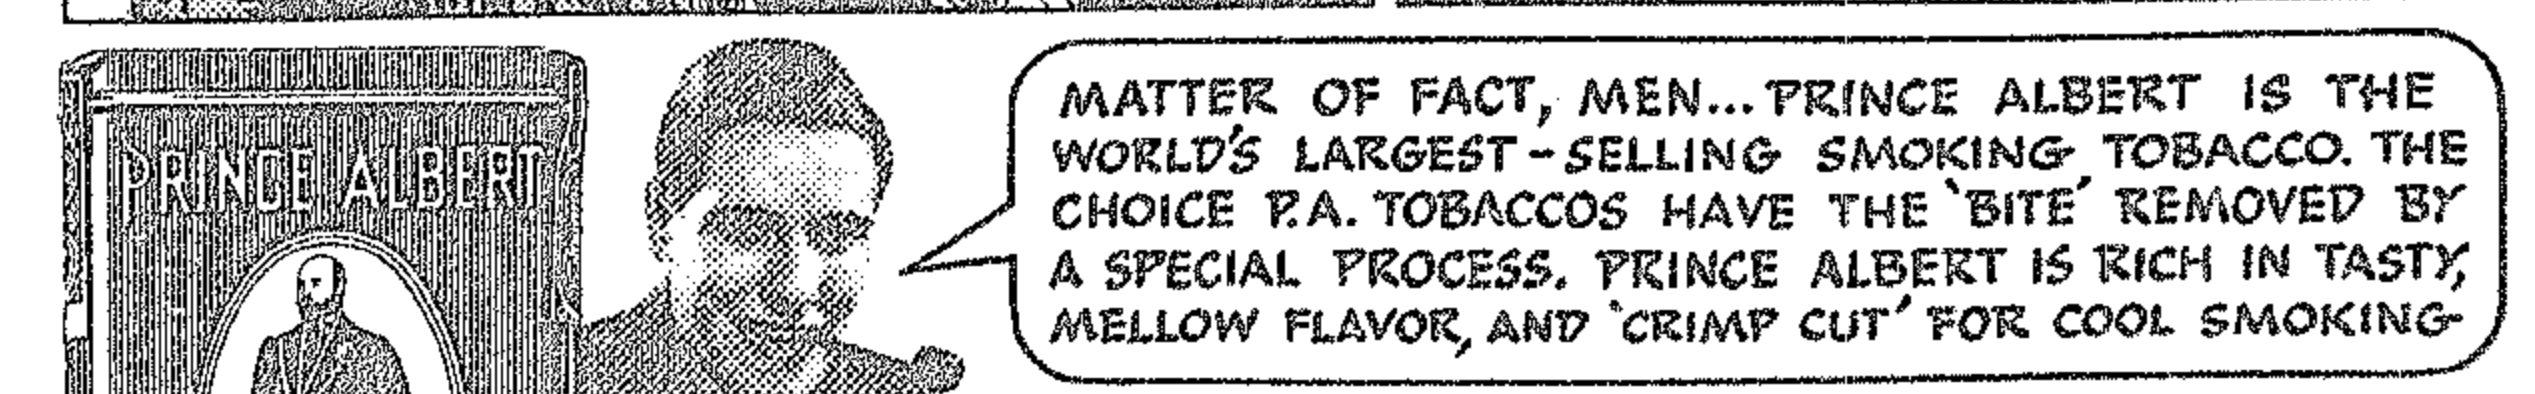 PRINCE ALBERT
MATTER OF FACT, MEN...PRINCE ALBERT IS THE
WORLD'S LARGEST-SELLING SMOKING TOBACCO. THE
CHOICE P.A. TOBACCOS HAVE THE 'BITE' REMOVED BY
A SPECIAL PROCESS. PRINCE ALBERT IS RICH IN TASTY,
MELLOW FLAVOR, AND 'CRIMP CUT' FOR COOL SMOKING